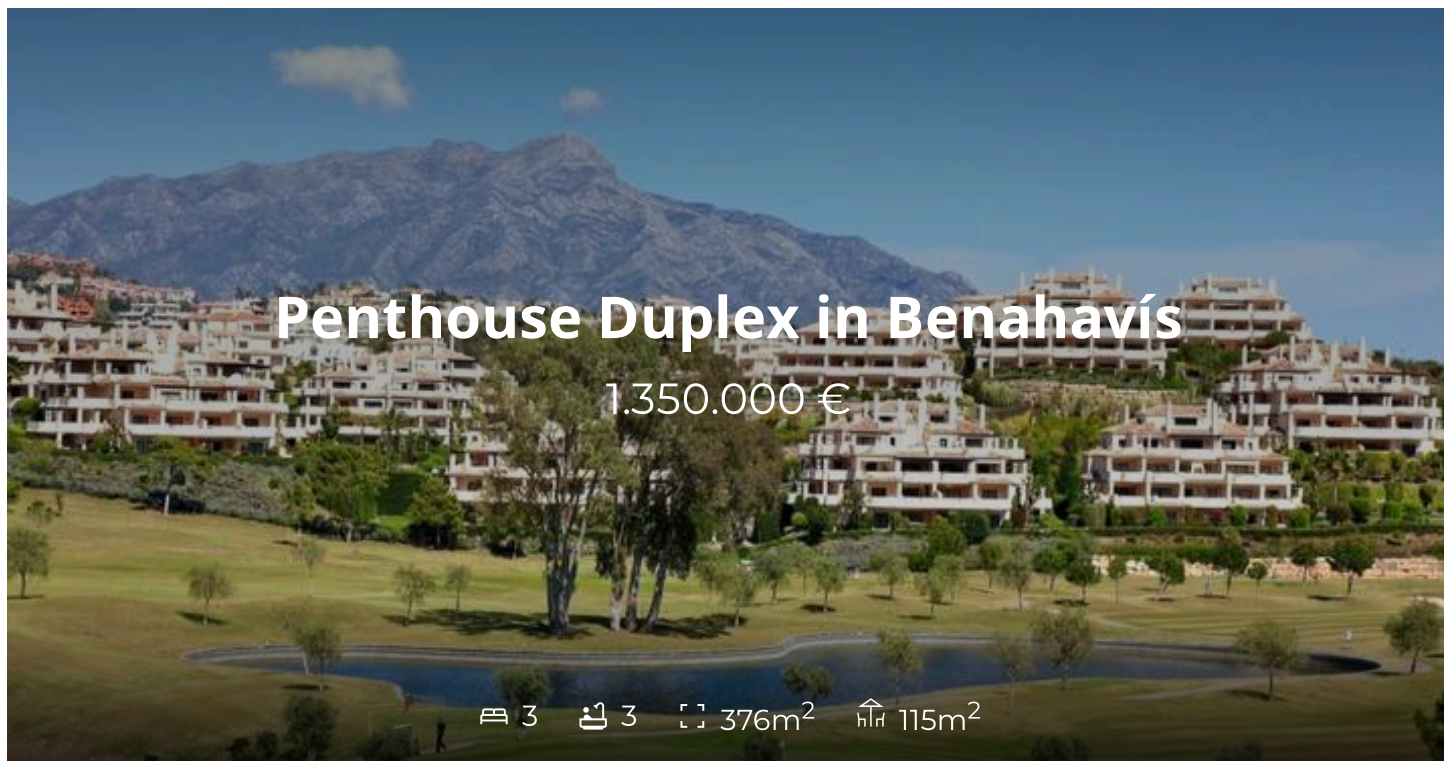 Penthouse Duplex in Benahavís
1.350.000 €
3 3 376m² 115m²